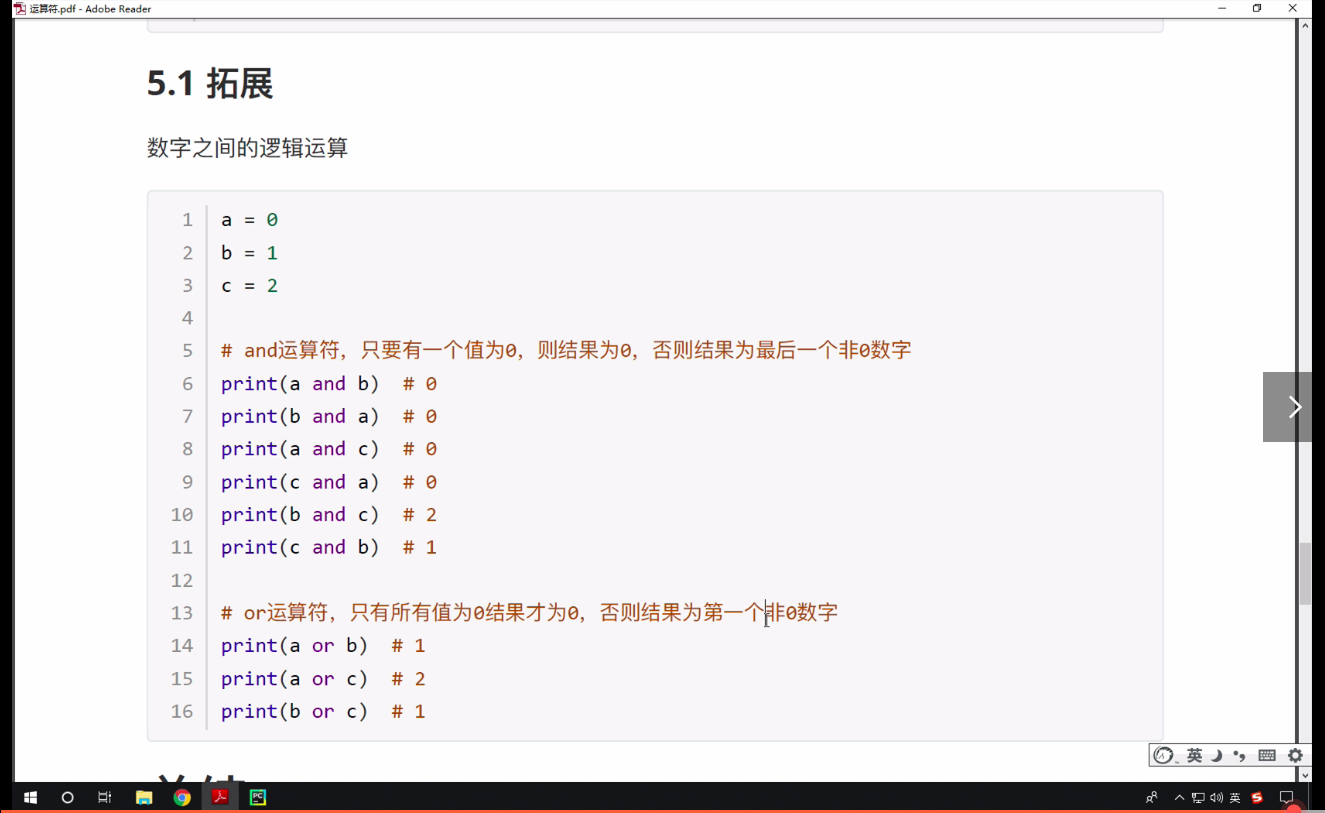 运算符.pdf - Adobe Reader
5.1 拓展
数字之间的逻辑运算
1 a = 0
2 b = 1
3 c = 2
4
5 # and运算符，只要有一个值为0，则结果为0，否则结果为最后一个非0数字
6 print(a and b)  # 0
7 print(b and a)  # 0
8 print(a and c)  # 0
9 print(c and a)  # 0
10 print(b and c)  # 2
11 print(c and b)  # 1
12
13 # or运算符，只有所有值为0结果才为0，否则结果为第一个非0数字
14 print(a or b)  # 1
15 print(a or c)  # 2
16 print(b or c)  # 1
英
PC
英